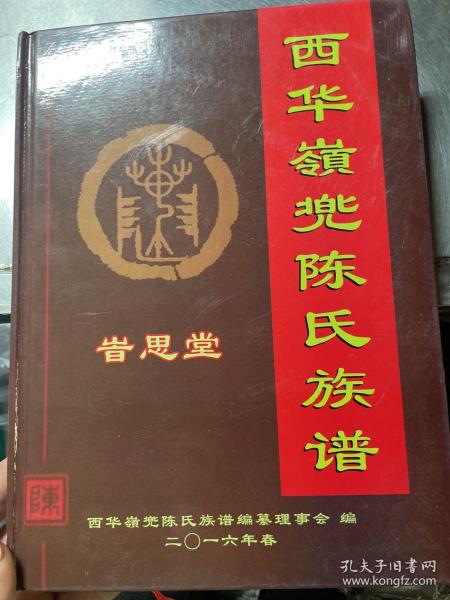 西华嶺兜陈氏族谱
旹思堂
陳
西华嶺兜陈氏族谱编纂理事会 编
二〇一六年春
孔夫子旧书网
www.kongfz.com